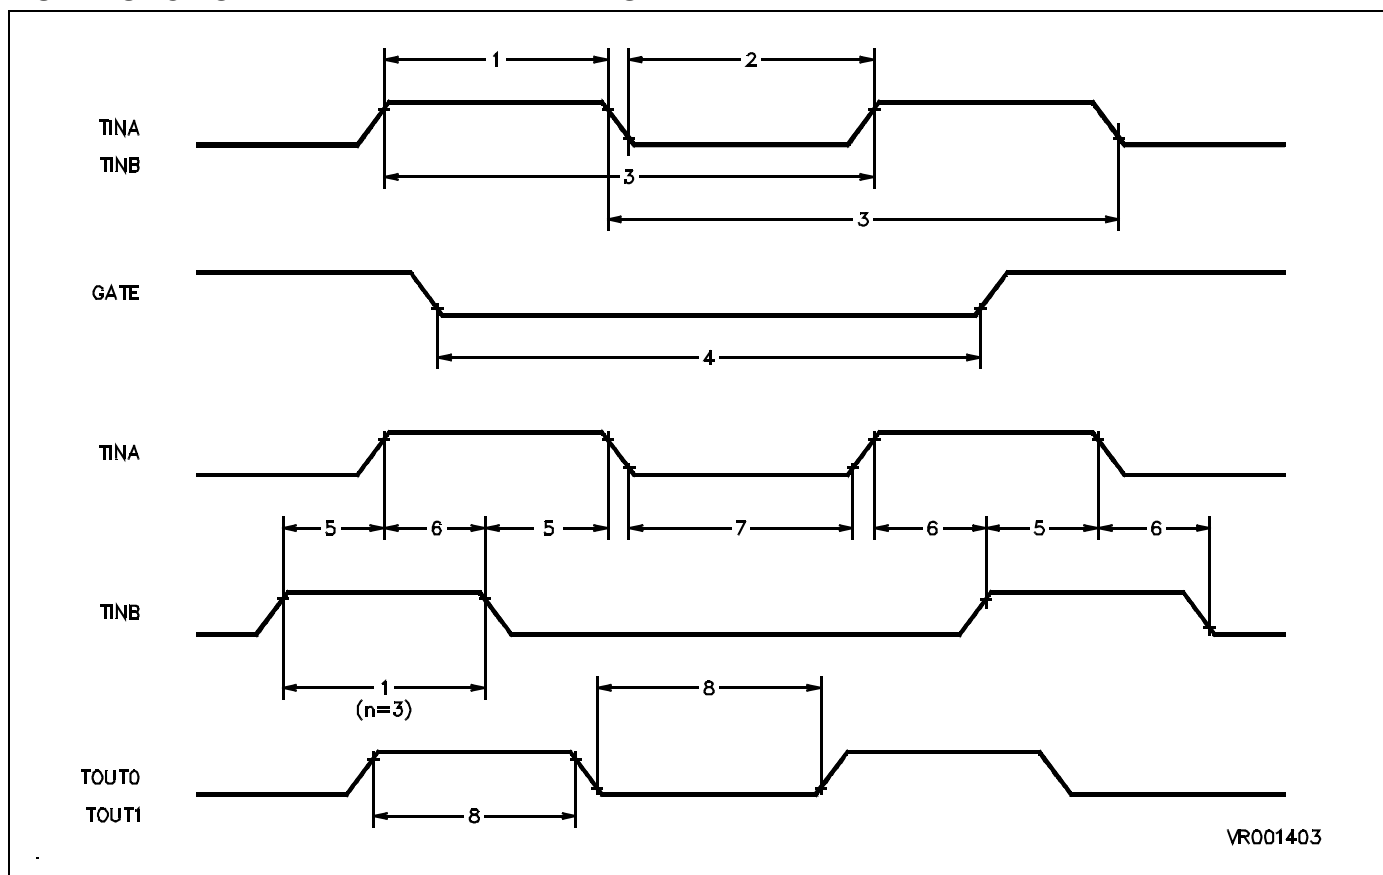 1 2
TINA
TINB
3
3
GATE
4
TINA
5 6 5 7 6 5 6
TINB
1
(n=3)
8
TOUT0
TOUT1
8
VR001403